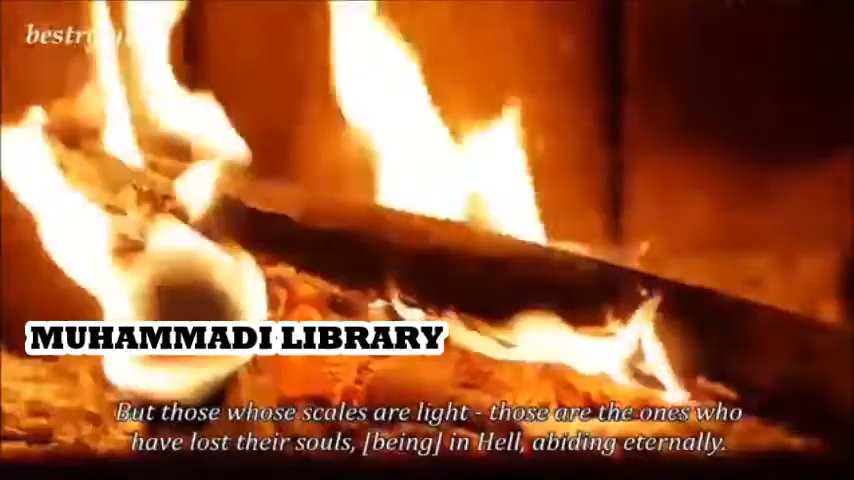 MUHAMMADI LIBRARY
But those whose scales are light - those are the ones who
have lost their souls, [being] in Hell, abiding eternally.